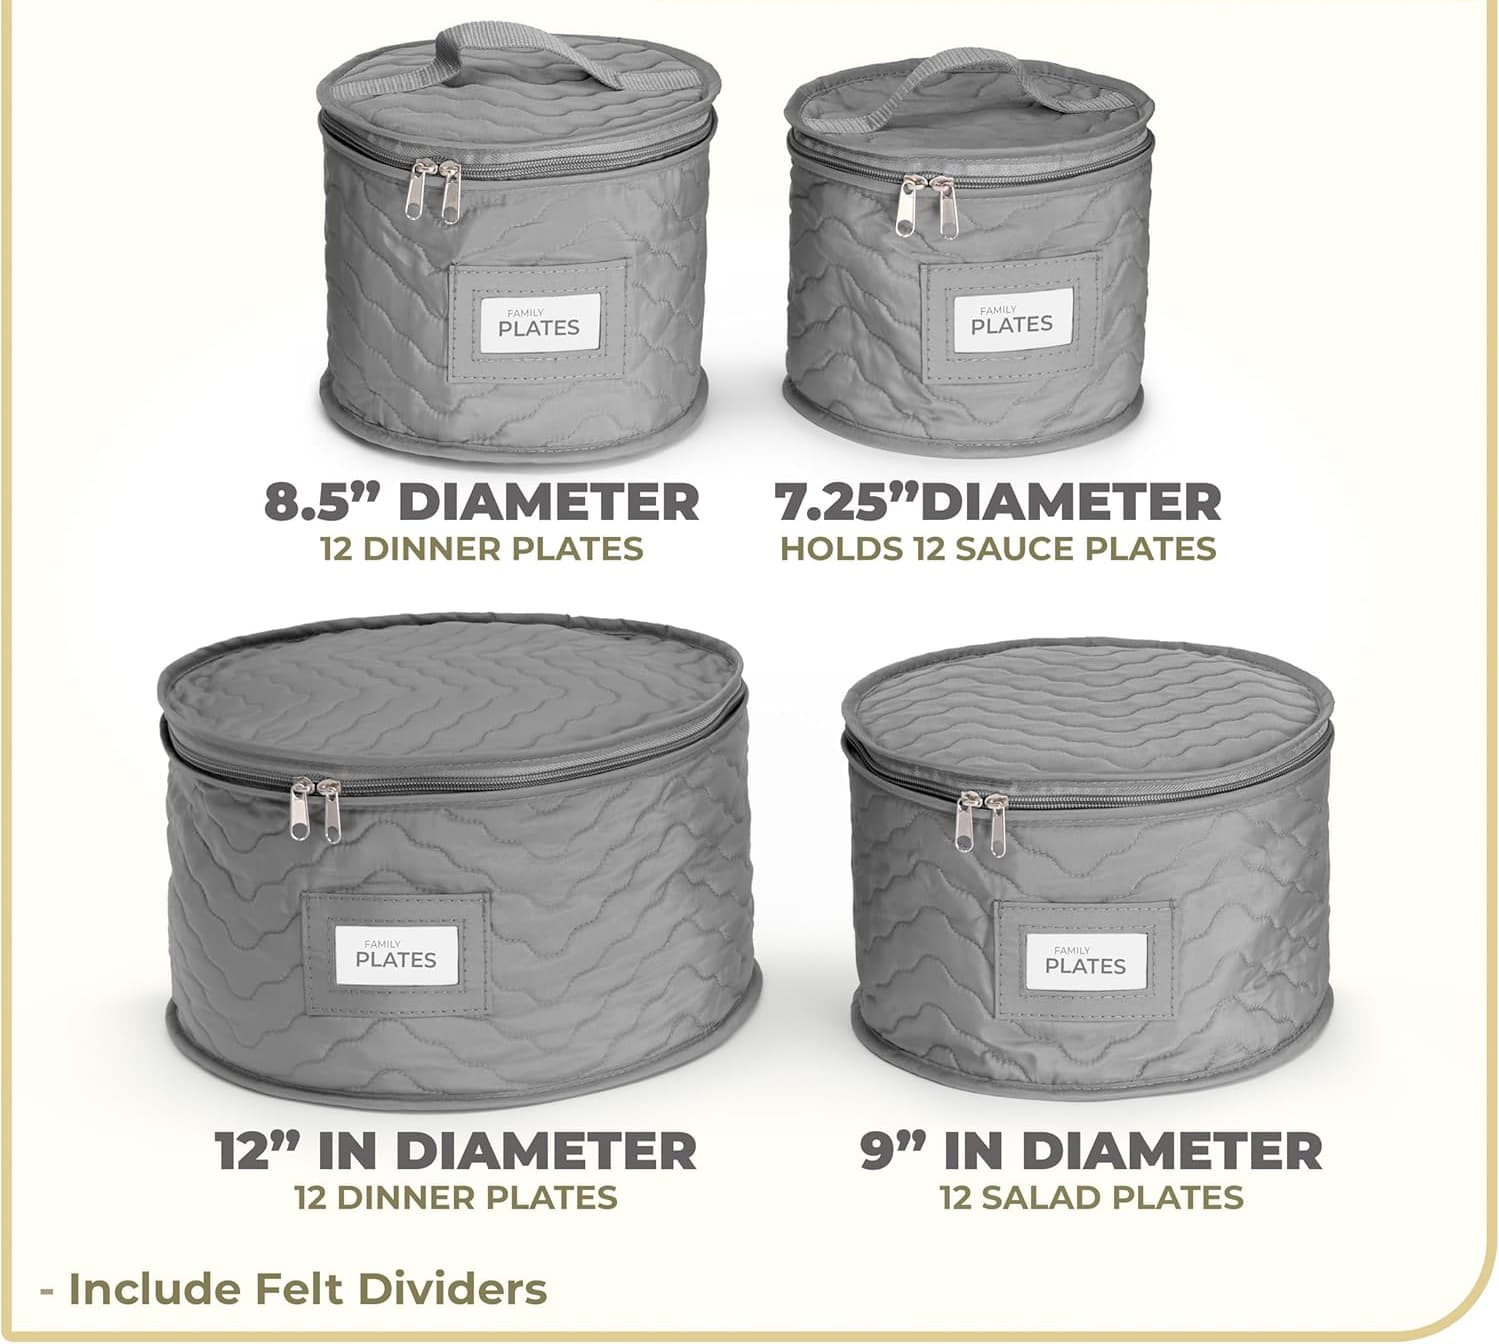 FAMILY
PLATES
FAMILY
PLATES
8.5” DIAMETER
12 DINNER PLATES
7.25”DIAMETER
HOLDS 12 SAUCE PLATES
FAMILY
PLATES
FAMILY
PLATES
12” IN DIAMETER
12 DINNER PLATES
9” IN DIAMETER
12 SALAD PLATES
- Include Felt Dividers